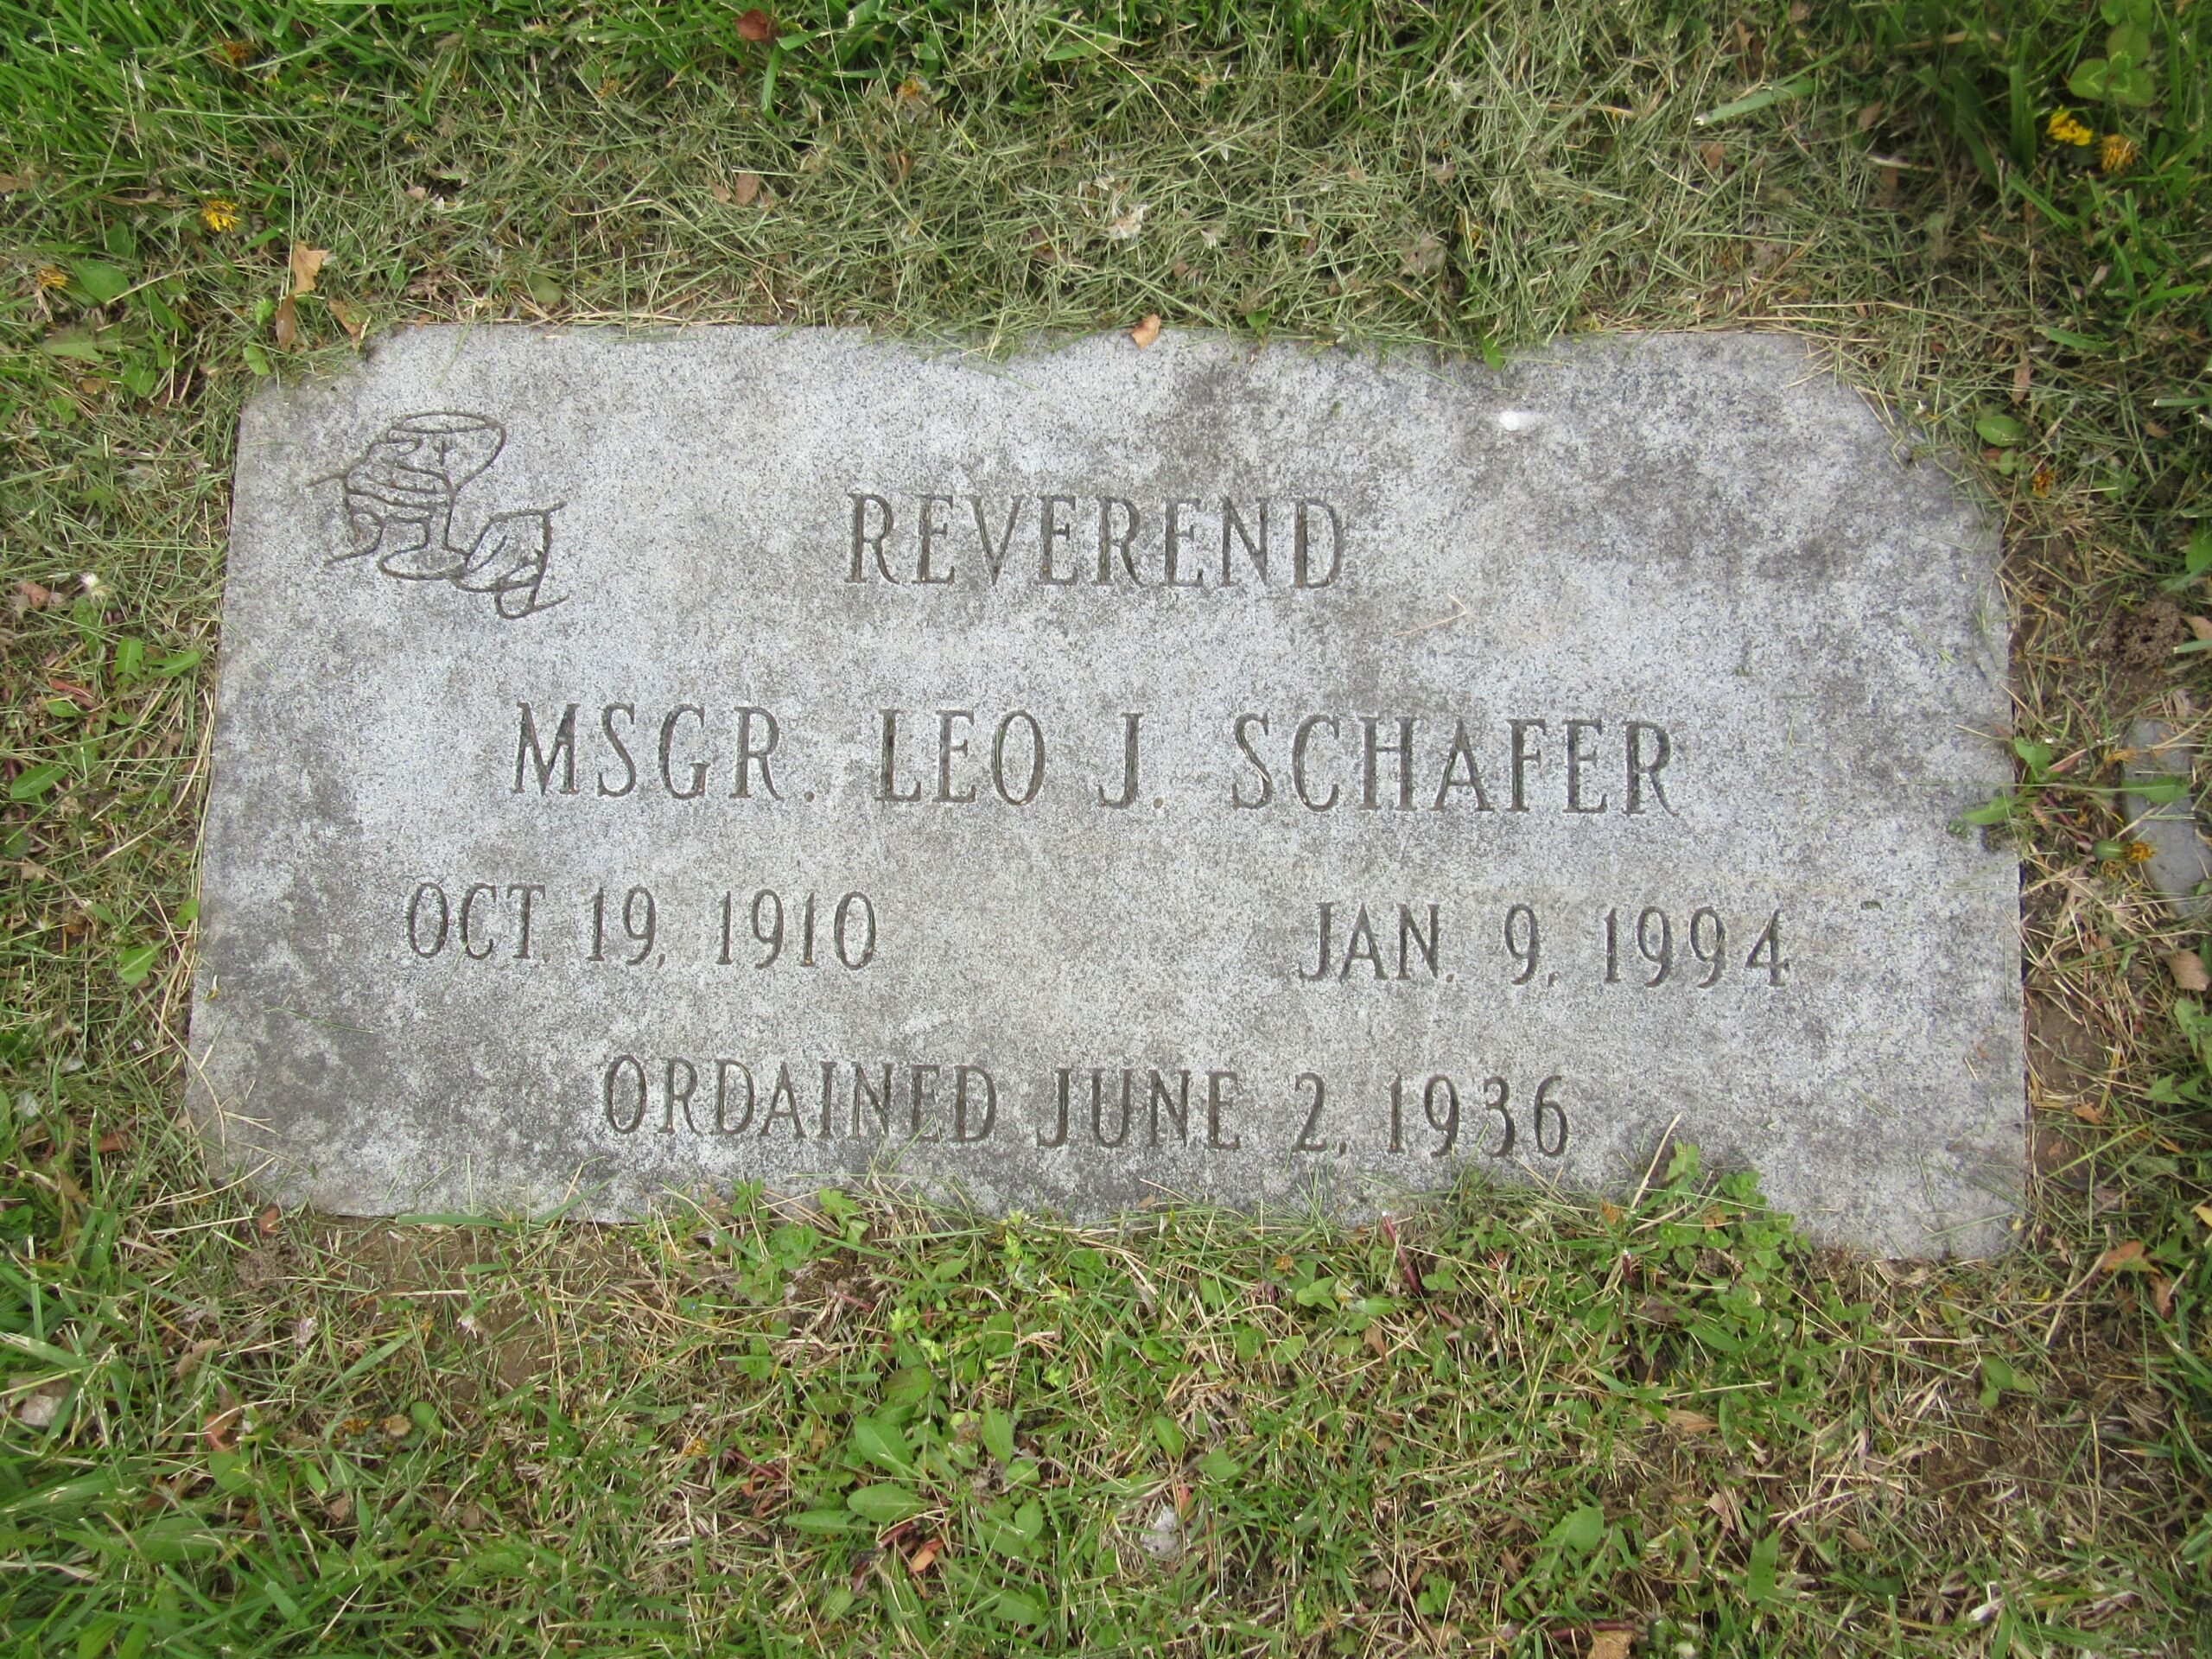 REVEREND
MSGR. LEO J. SCHAFER
OCT. 19, 1910 JAN. 9, 1994
ORDAINED JUNE 2, 1936